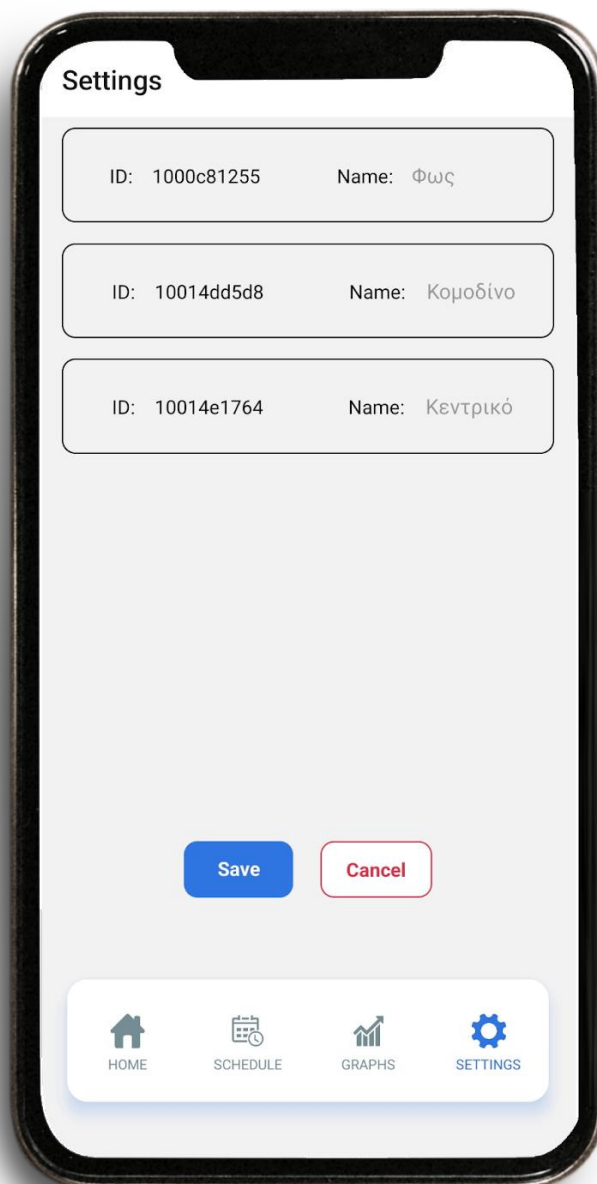 Settings
ID: 1000c81255 Name: Φως
ID: 10014dd5d8 Name: Κομοδίνο
ID: 10014e1764 Name: Κεντρικό
Save Cancel
HOME SCHEDULE GRAPHS SETTINGS